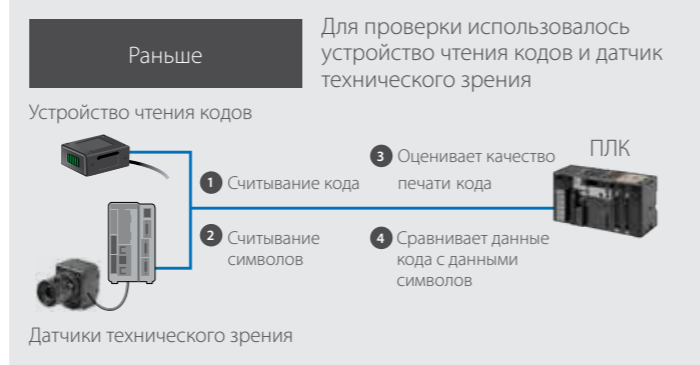 Раньше
Для проверки использовалось
устройство чтения кодов и датчик
технического зрения
Устройство чтения кодов
ПЛК
1 Считывание кода
3 Оценивает качество
печати кода
2 Считывание
символов
4 Сравнивает данные
кода с данными
символов
Датчики технического зрения